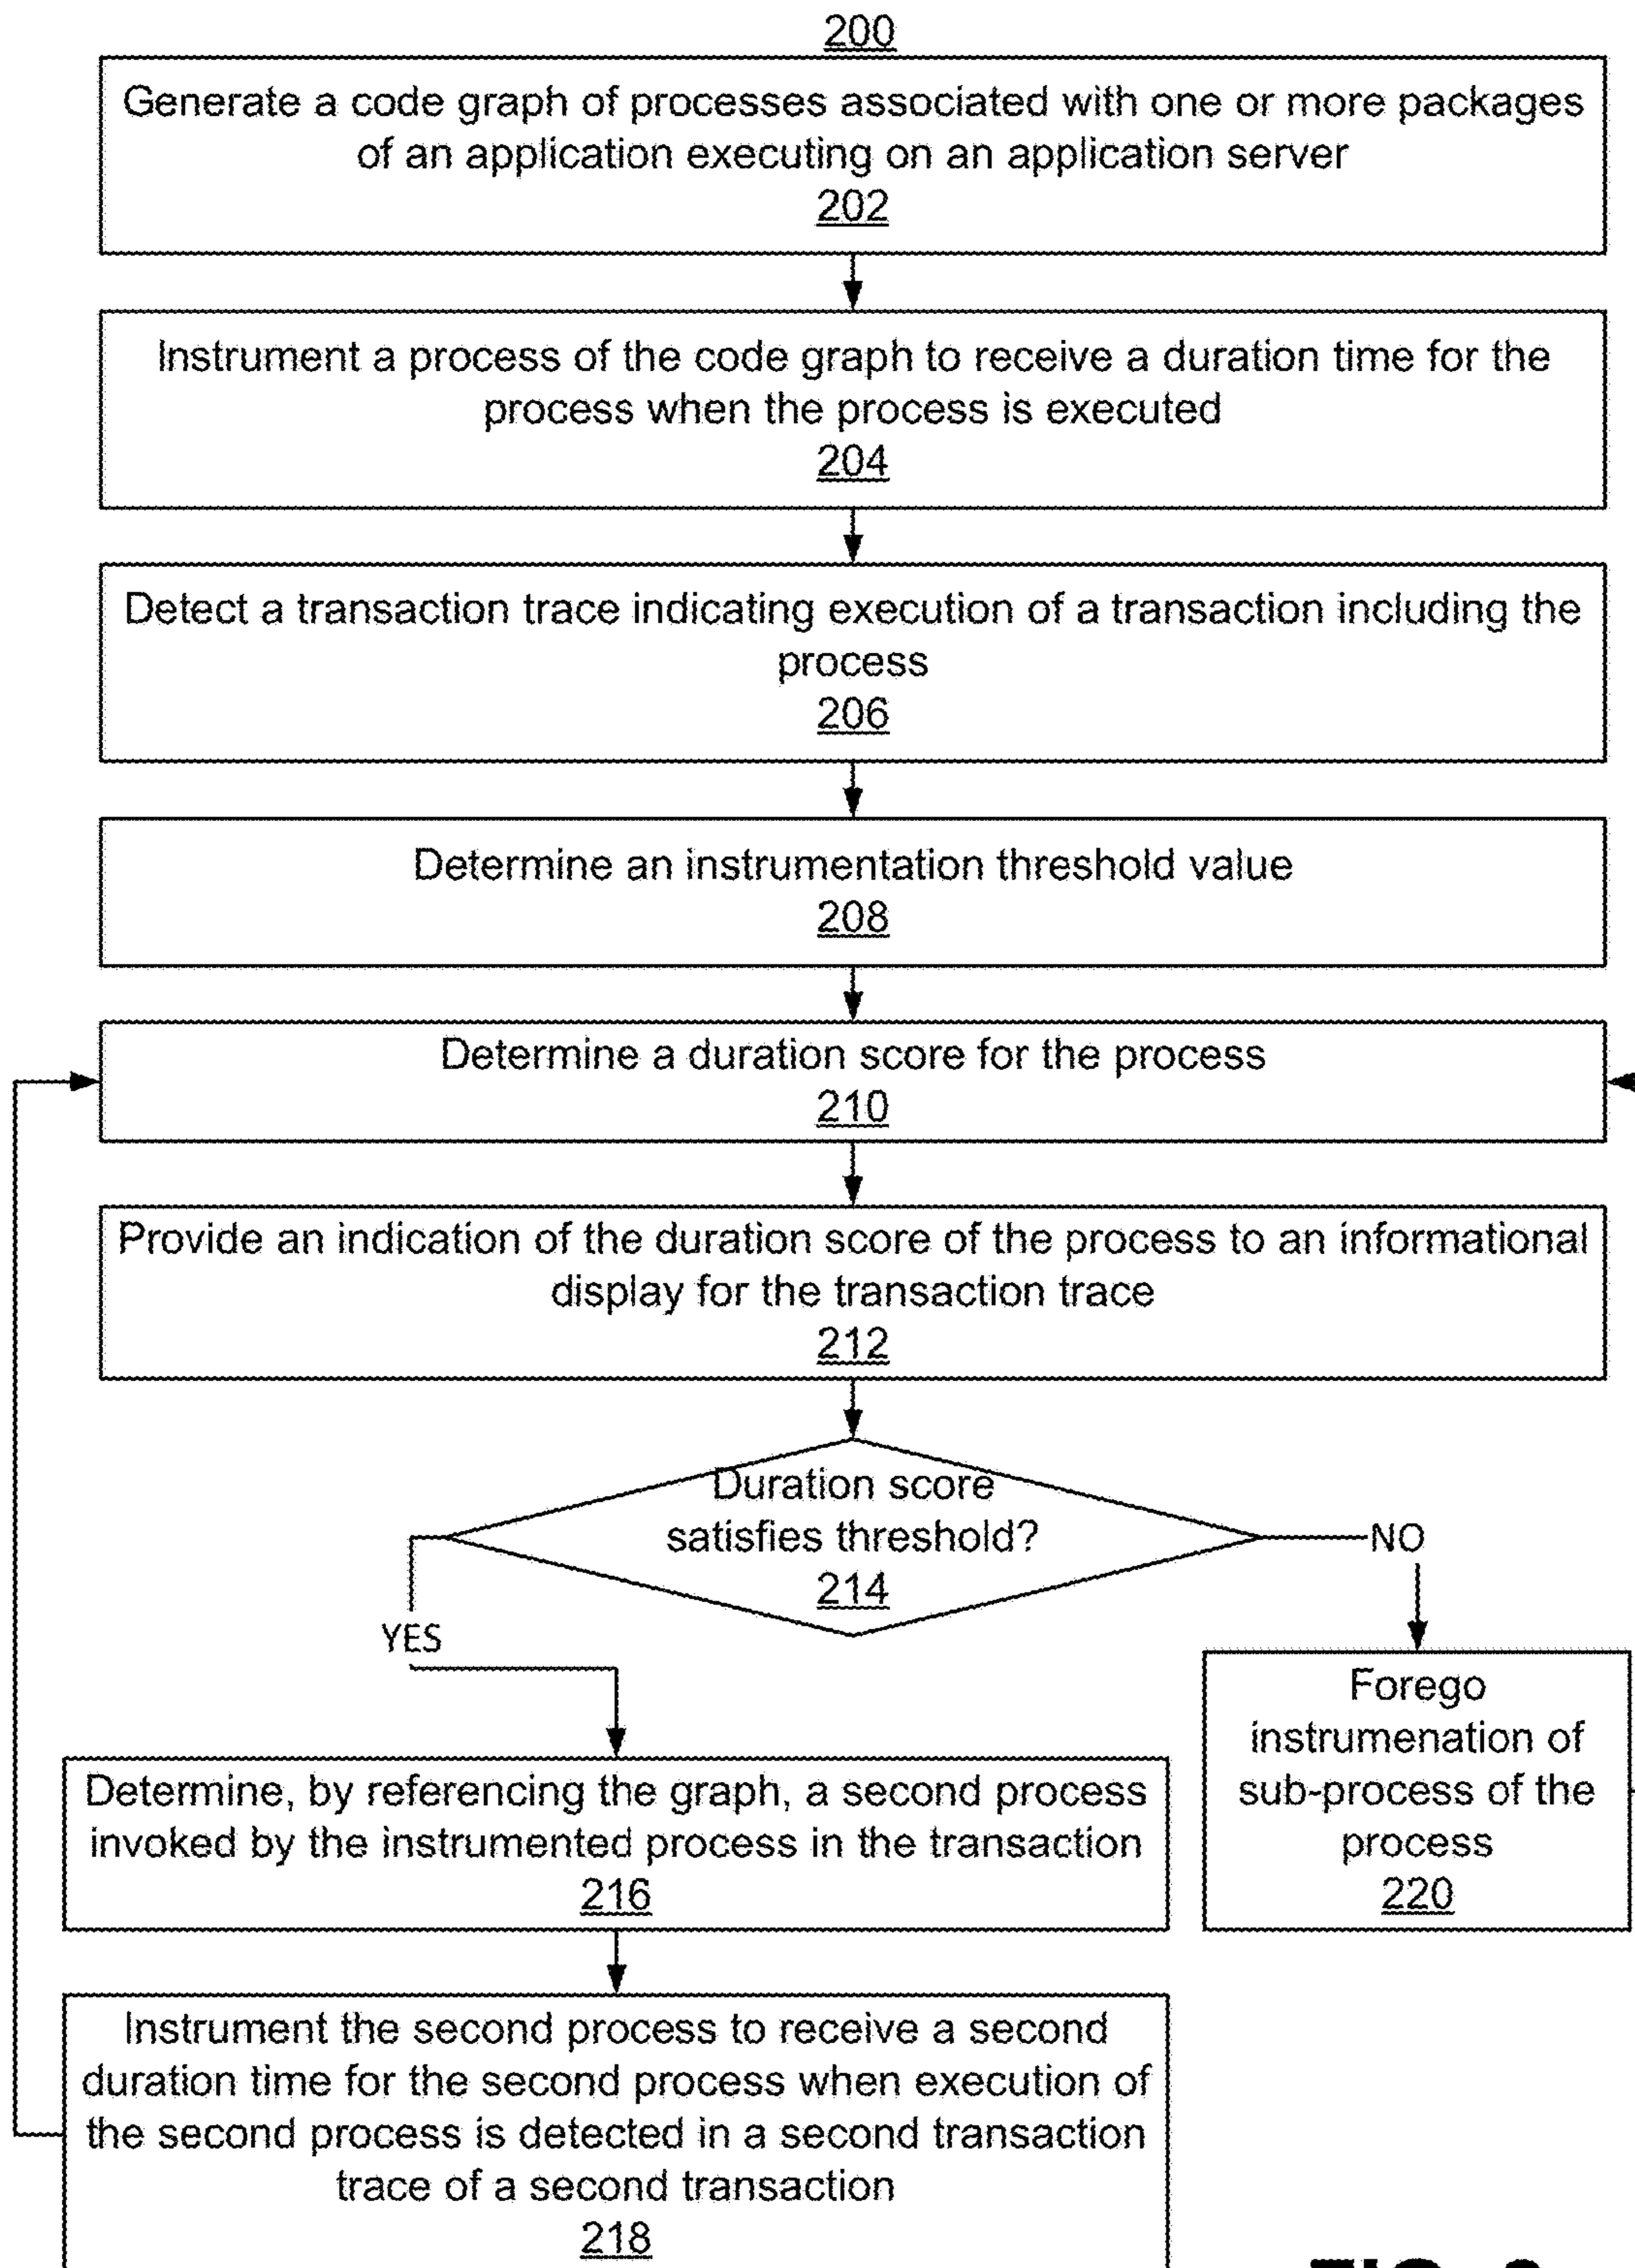 200
Generate a code graph of processes associated with one or more packages
of an application executing on an application server
202
Instrument a process of the code graph to receive a duration time for the
process when the process is executed
204
Detect a transaction trace indicating execution of a transaction including the
process
206
Determine an instrumentation threshold value
208
Determine a duration score for the process
210
Provide an indication of the duration score of the process to an informational
display for the transaction trace
212
Duration score
satisfies threshold?
214
NO
YES
Forego
instrumenation of
sub-process of the
process
220
Determine, by referencing the graph, a second process
invoked by the instrumented process in the transaction
216
Instrument the second process to receive a second
duration time for the second process when execution of
the second process is detected in a second transaction
trace of a second transaction
218